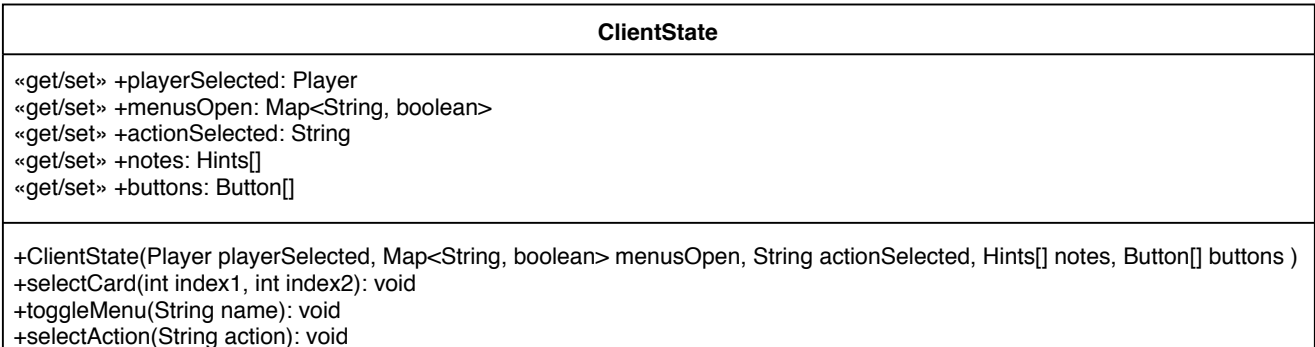 ClientState
«get/set» +playerSelected: Player
«get/set» +menusOpen: Map<String, boolean>
«get/set» +actionSelected: String
«get/set» +notes: Hints[]
«get/set» +buttons: Button[]
+ClientState(Player playerSelected, Map<String, boolean> menusOpen, String actionSelected, Hints[] notes, Button[] buttons )
+selectCard(int index1, int index2): void
+toggleMenu(String name): void
+selectAction(String action): void